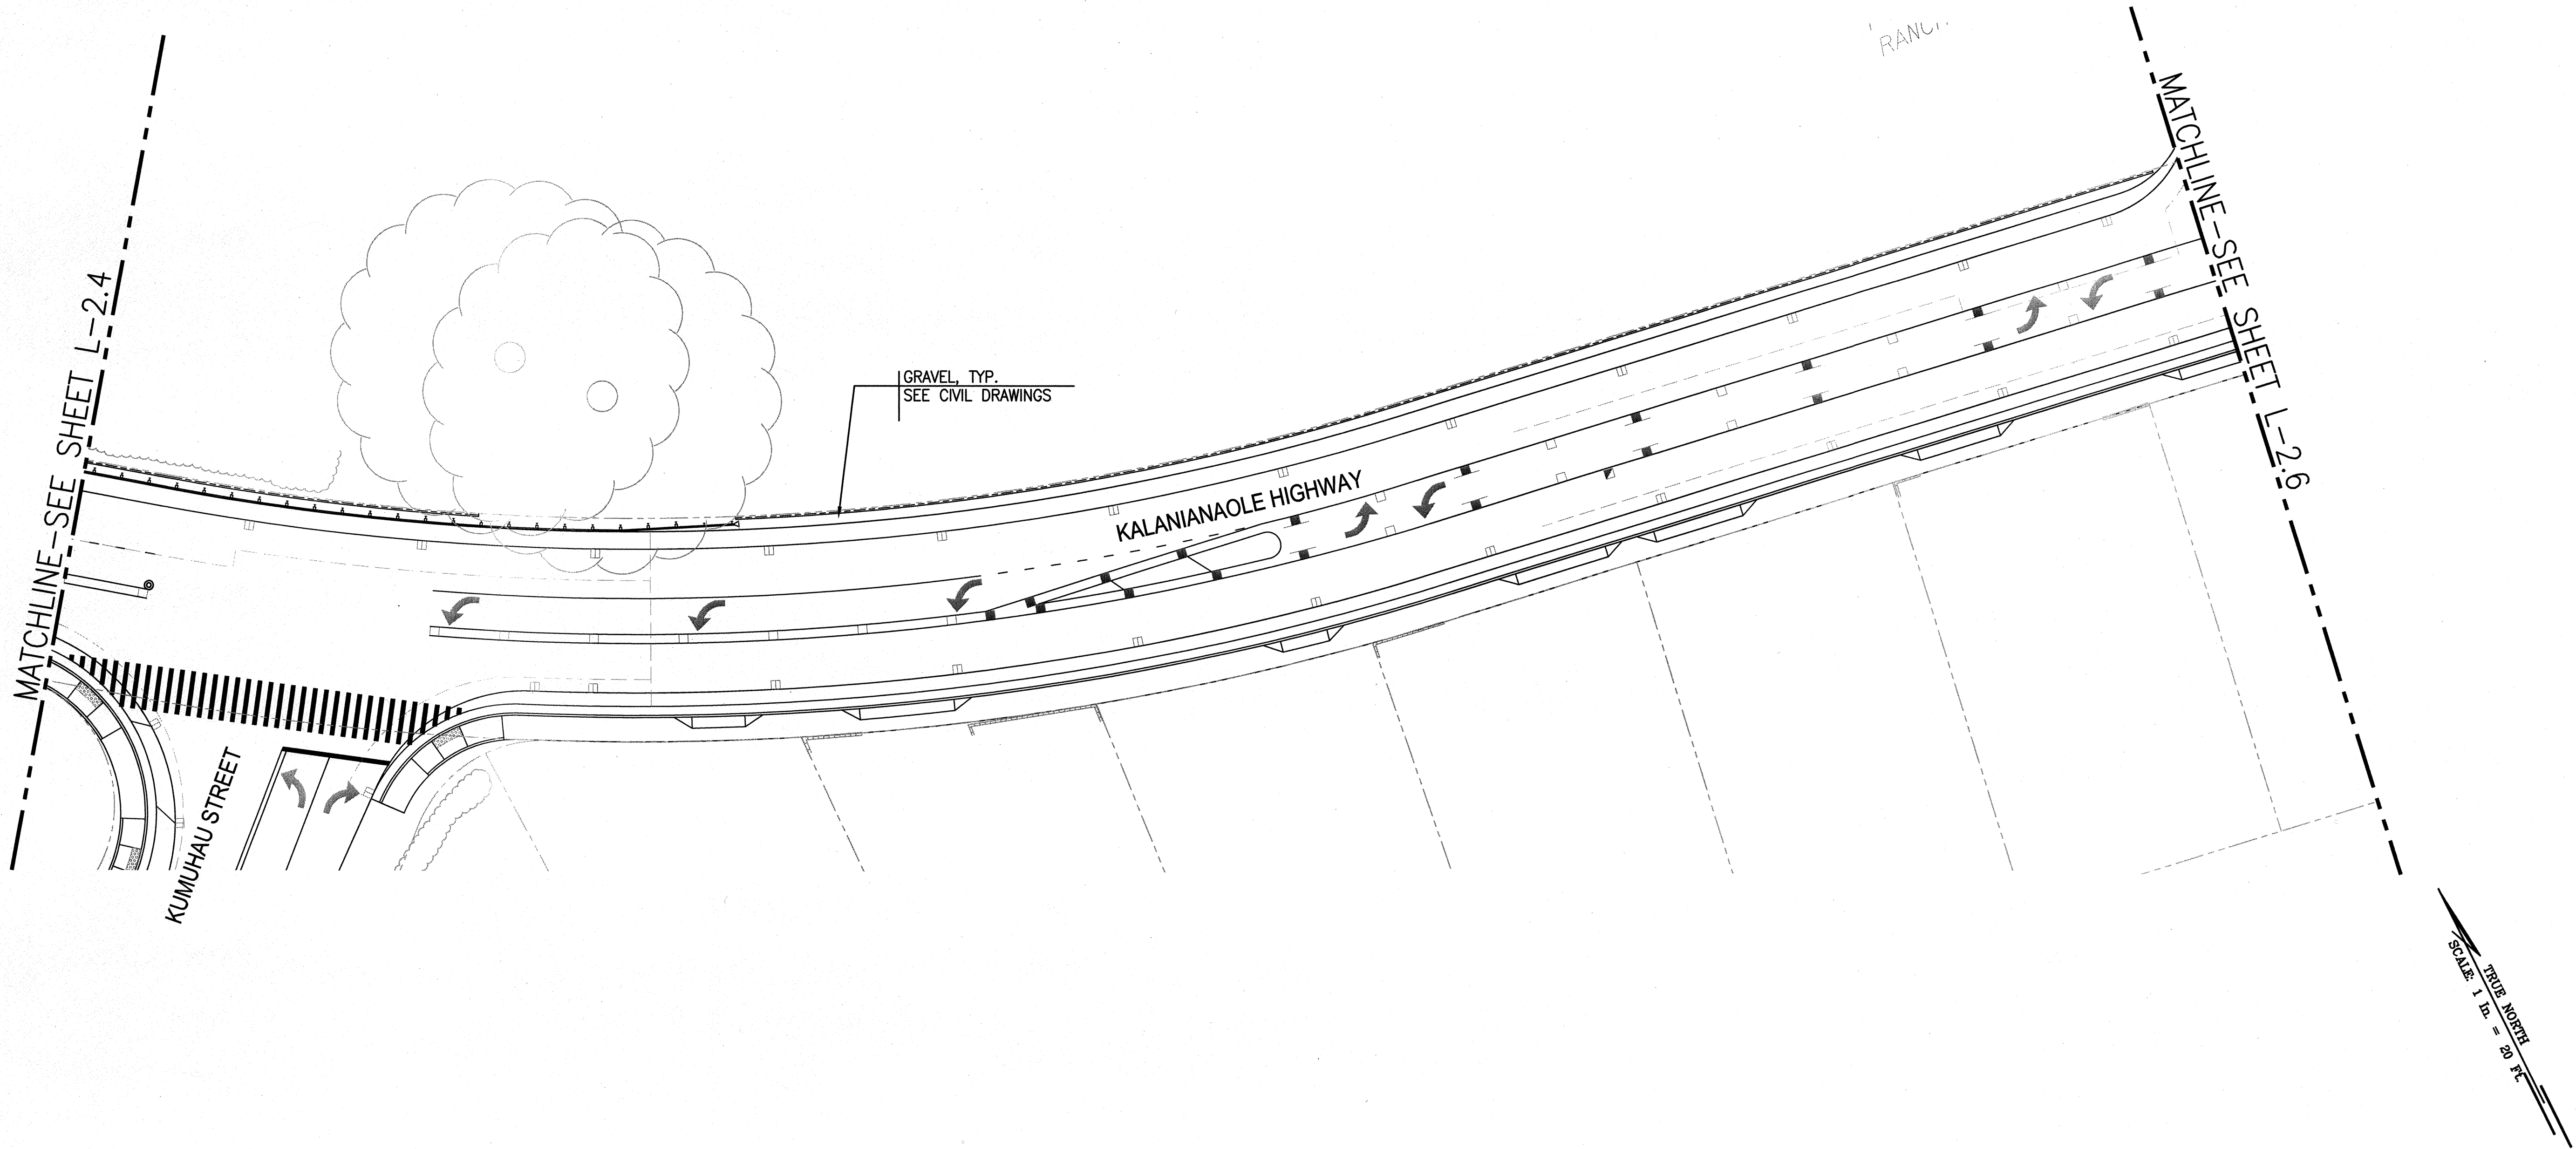 RANCH
MATCHLINE-SEE SHEET L-2.4
MATCHLINE-SEE SHEET L-2.6
GRAVEL, TYP.
SEE CIVIL DRAWINGS
KALANIANAOLE HIGHWAY
KUMUHAU STREET
TRUE NORTH
SCALE: 1 In. = 20 Ft.